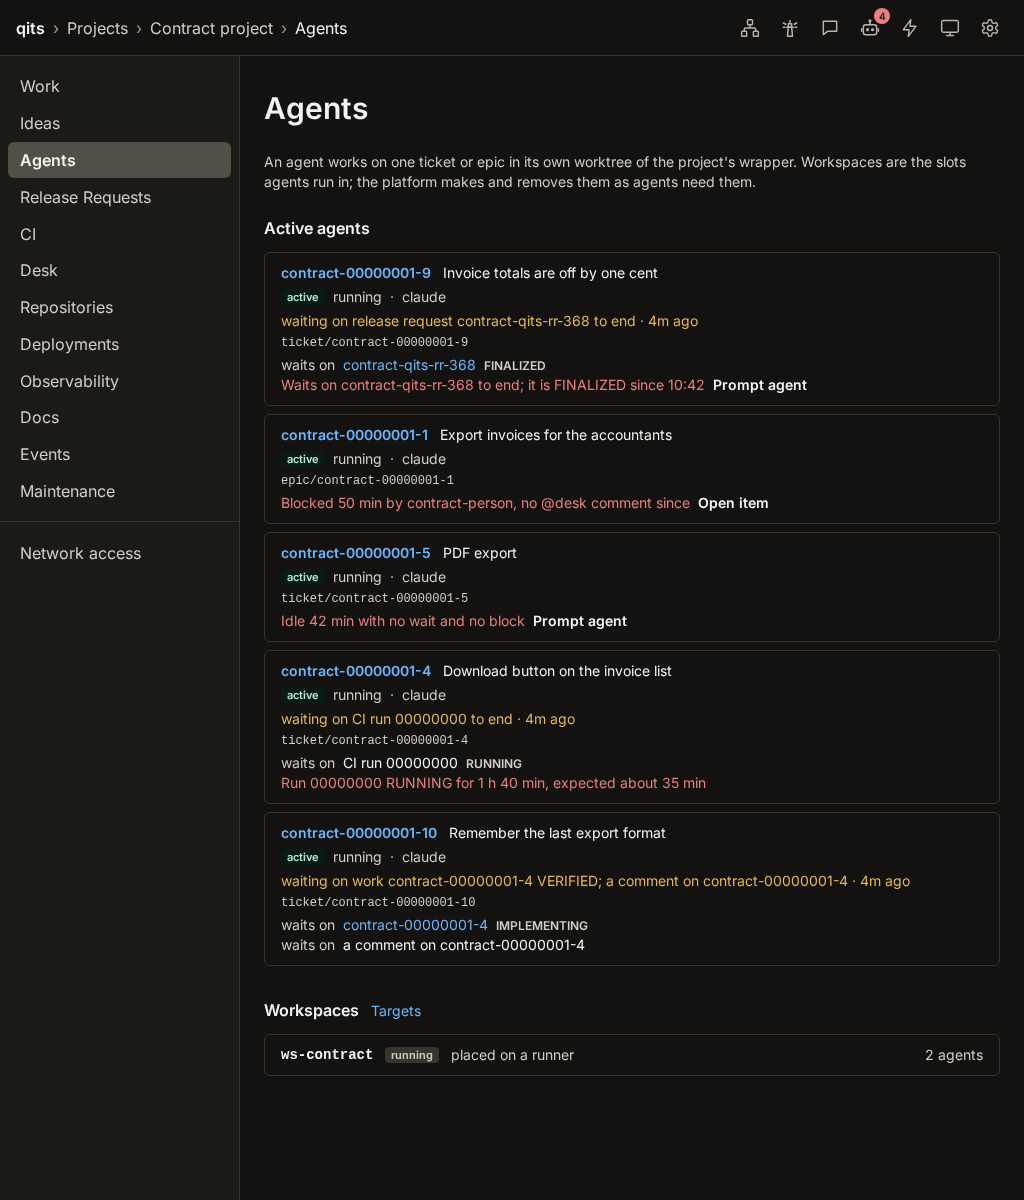 qits › Projects › Contract project › Agents
4
Work
Ideas
Agents
Release Requests
CI
Desk
Repositories
Deployments
Observability
Docs
Events
Maintenance
Network access
Agents
An agent works on one ticket or epic in its own worktree of the project's wrapper. Workspaces are the slots
agents run in; the platform makes and removes them as agents need them.
Active agents
contract-00000001-9 Invoice totals are off by one cent
active running · claude
waiting on release request contract-qits-rr-368 to end · 4m ago
ticket/contract-00000001-9
waits on contract-qits-rr-368 FINALIZED
Waits on contract-qits-rr-368 to end; it is FINALIZED since 10:42 Prompt agent
contract-00000001-1 Export invoices for the accountants
active running · claude
epic/contract-00000001-1
Blocked 50 min by contract-person, no @desk comment since Open item
contract-00000001-5 PDF export
active running · claude
ticket/contract-00000001-5
Idle 42 min with no wait and no block Prompt agent
contract-00000001-4 Download button on the invoice list
active running · claude
waiting on CI run 00000000 to end · 4m ago
ticket/contract-00000001-4
waits on CI run 00000000 RUNNING
Run 00000000 RUNNING for 1 h 40 min, expected about 35 min
contract-00000001-10 Remember the last export format
active running · claude
waiting on work contract-00000001-4 VERIFIED; a comment on contract-00000001-4 · 4m ago
ticket/contract-00000001-10
waits on contract-00000001-4 IMPLEMENTING
waits on a comment on contract-00000001-4
Workspaces Targets
ws-contract running placed on a runner 2 agents